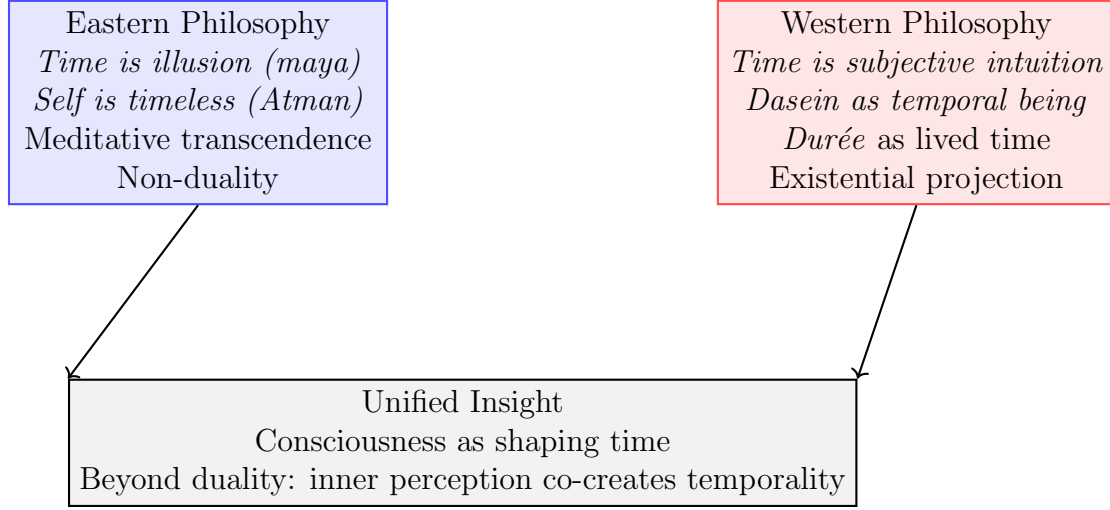 Eastern Philosophy
Time is illusion (maya)
Self is timeless (Atman)
Meditative transcendence
Non-duality
Western Philosophy
Time is subjective intuition
Dasein as temporal being
Durée as lived time
Existential projection
Unified Insight
Consciousness as shaping time
Beyond duality: inner perception co-creates temporality